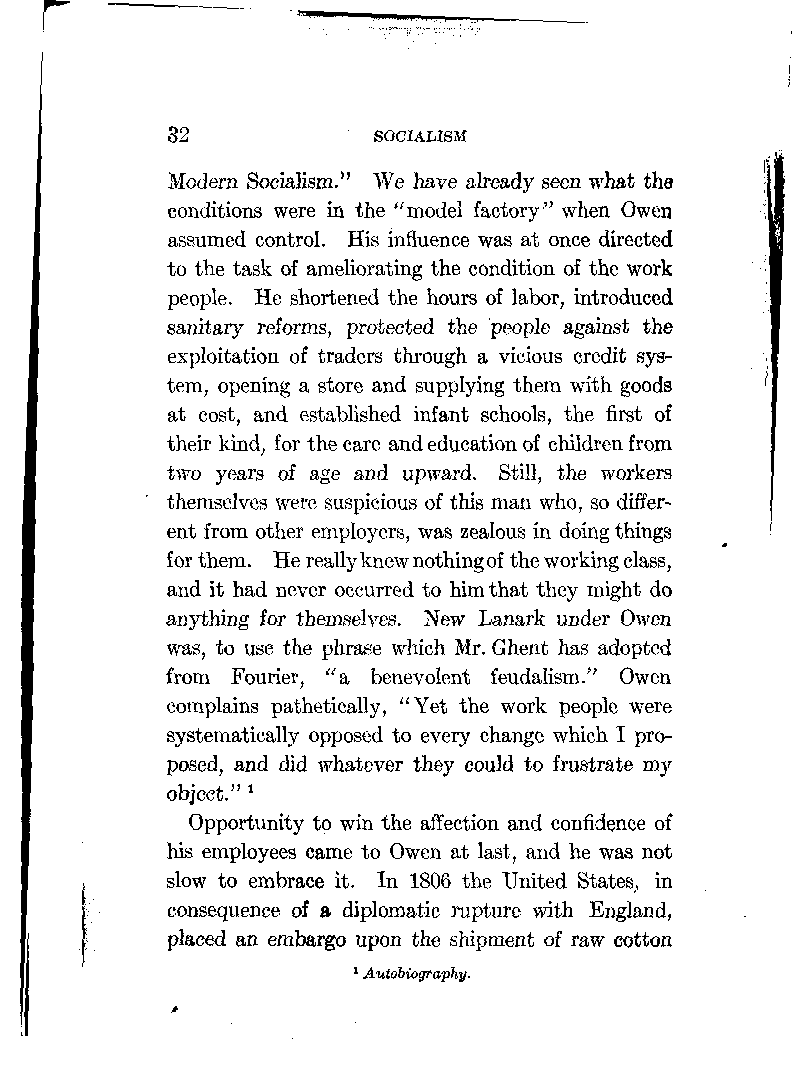 32 SOCIALISM
Modern Socialism." We have already seen what the
conditions were in the "model factory" when Owen
assumed control. His influence was at once directed
to the task of ameliorating the condition of the work
people. He shortened the hours of labor, introduced
sanitary reforms, protected the people against the
exploitation of traders through a vicious credit sys-
tem, opening a store and supplying them with goods
at cost, and established infant schools, the first of
their kind, for the care and education of children from
two years of age and upward. Still, the workers
themselves were suspicious of this man who, so differ-
ent from other employers, was zealous in doing things
for them. He really knew nothing of the working class,
and it had never occurred to him that they might do
anything for themselves. New Lanark under Owen
was, to use the phrase which Mr. Ghent has adopted
from Fourier, "a benevolent feudalism." Owen
complains pathetically, "Yet the work people were
systematically opposed to every change which I pro-
posed, and did whatever they could to frustrate my
object." ¹
Opportunity to win the affection and confidence of
his employees came to Owen at last, and he was not
slow to embrace it. In 1806 the United States, in
consequence of a diplomatic rupture with England,
placed an embargo upon the shipment of raw cotton
¹ Autobiography.